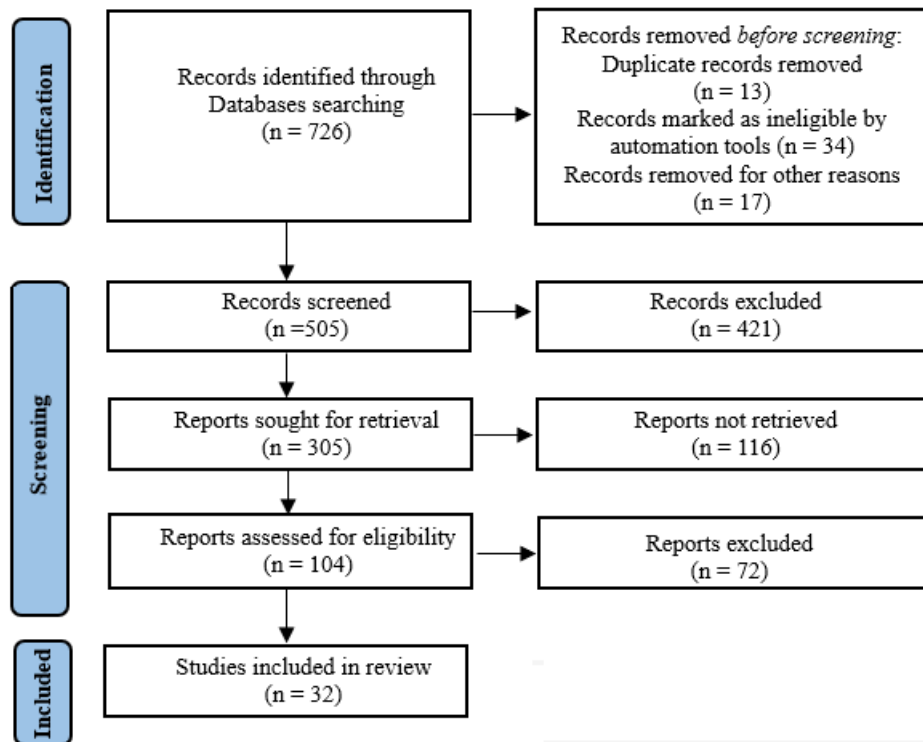 Identification
Records identified through
Databases searching
(n = 726)
Records removed before screening:
Duplicate records removed
(n = 13)
Records marked as ineligible by
automation tools (n = 34)
Records removed for other reasons
(n = 17)
Screening
Records screened
(n =505)
Records excluded
(n = 421)
Reports sought for retrieval
(n = 305)
Reports not retrieved
(n = 116)
Reports assessed for eligibility
(n = 104)
Reports excluded
(n = 72)
Included
Studies included in review
(n = 32)